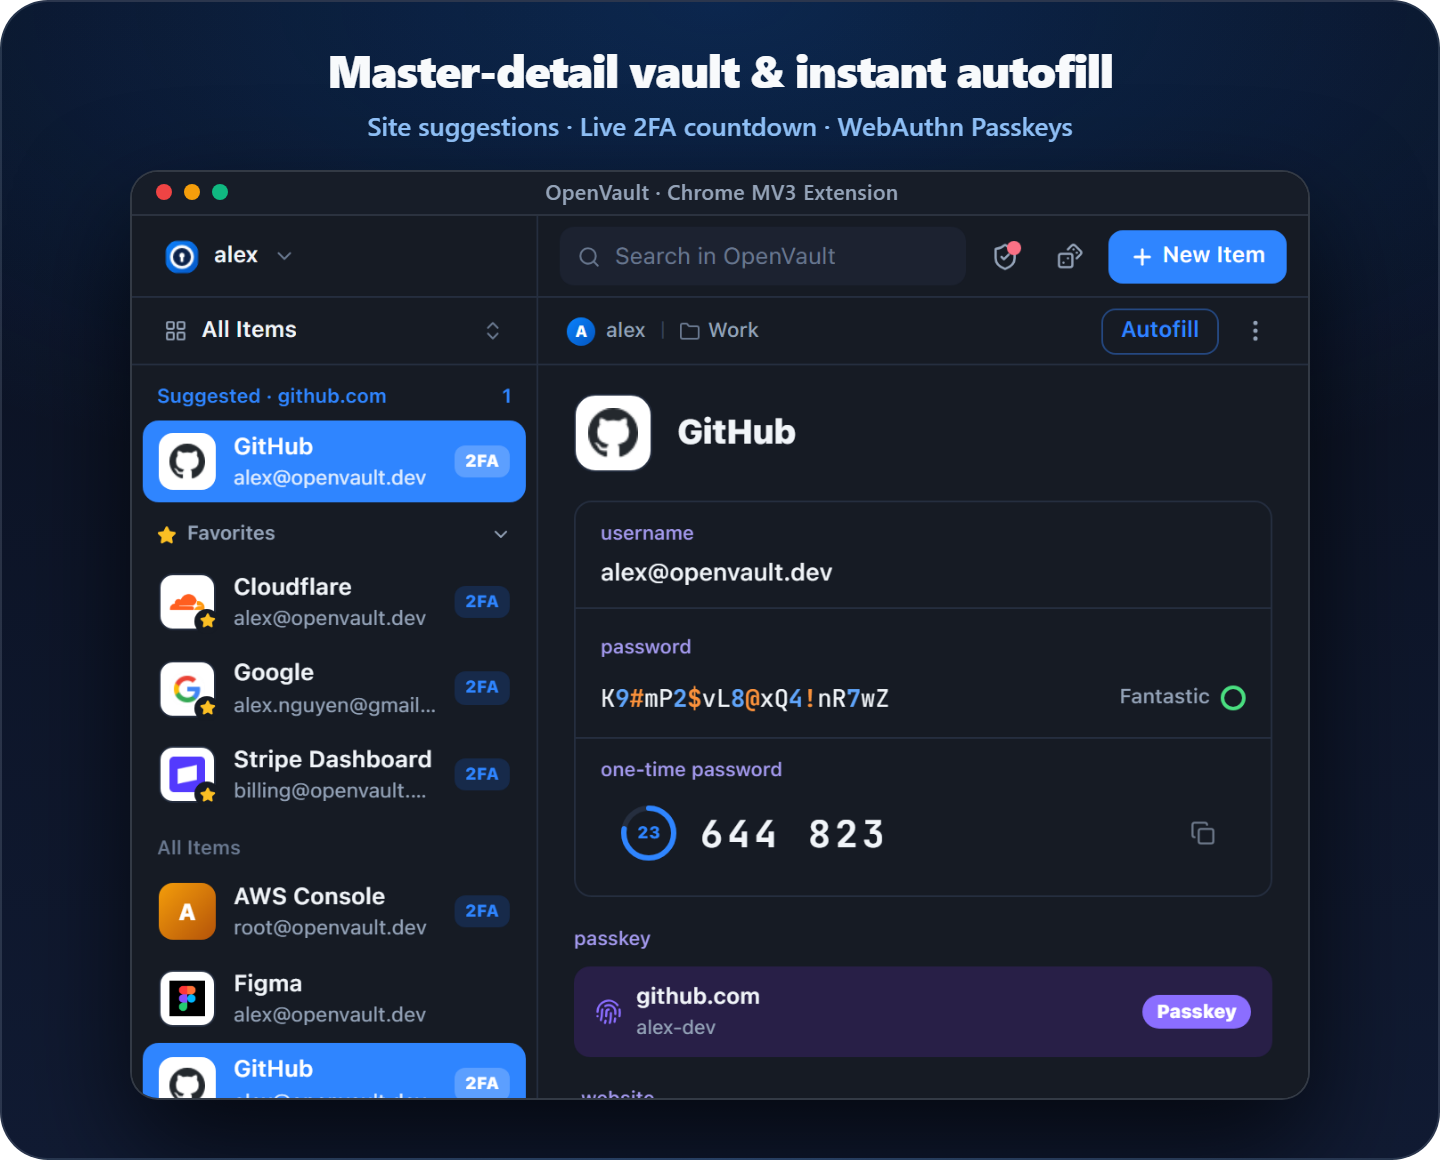 Master-detail vault & instant autofill
Site suggestions · Live 2FA countdown · WebAuthn Passkeys
OpenVault · Chrome MV3 Extension
alex
Search in OpenVault
+ New Item
All Items
A alex | Work
Autofill
Suggested · github.com 1
GitHub
alex@openvault.dev
2FA
Favorites
Cloudflare
alex@openvault.dev
2FA
Google
alex.nguyen@gmail...
2FA
Stripe Dashboard
billing@openvault....
2FA
All Items
A
AWS Console
root@openvault.dev
2FA
Figma
alex@openvault.dev
GitHub
2FA
GitHub
username
alex@openvault.dev
password
K9#mP2$vL8@xQ4!nR7wZ
Fantastic
one-time password
23
644 823
passkey
github.com
alex-dev
Passkey
website